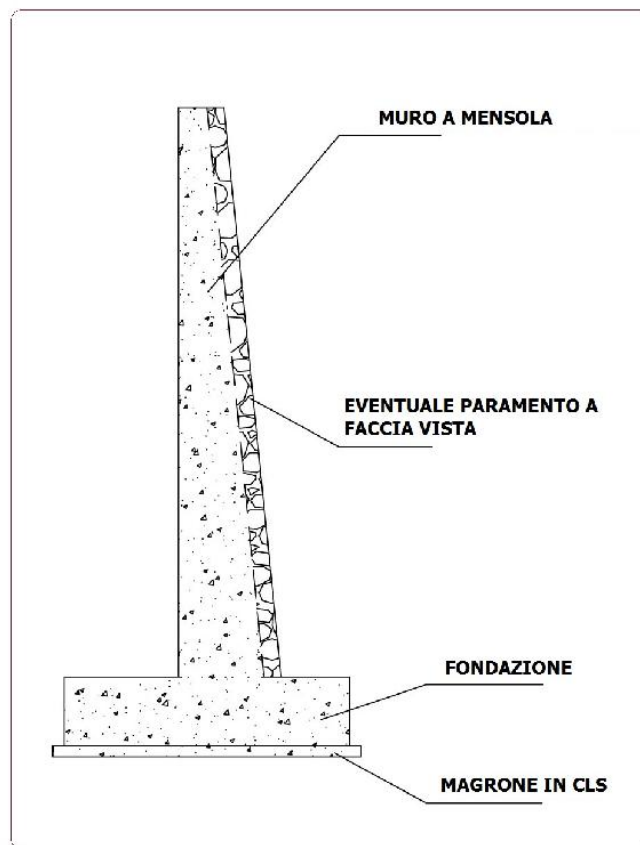 MURO A MENSOLA
EVENTUALE PARAMENTO A
FACCIA VISTA
FONDAZIONE
MAGRONE IN CLS